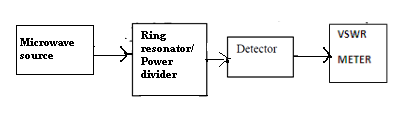 Microwave
source
Ring
resonator/
Power
divider
Detector
VSWR
METER